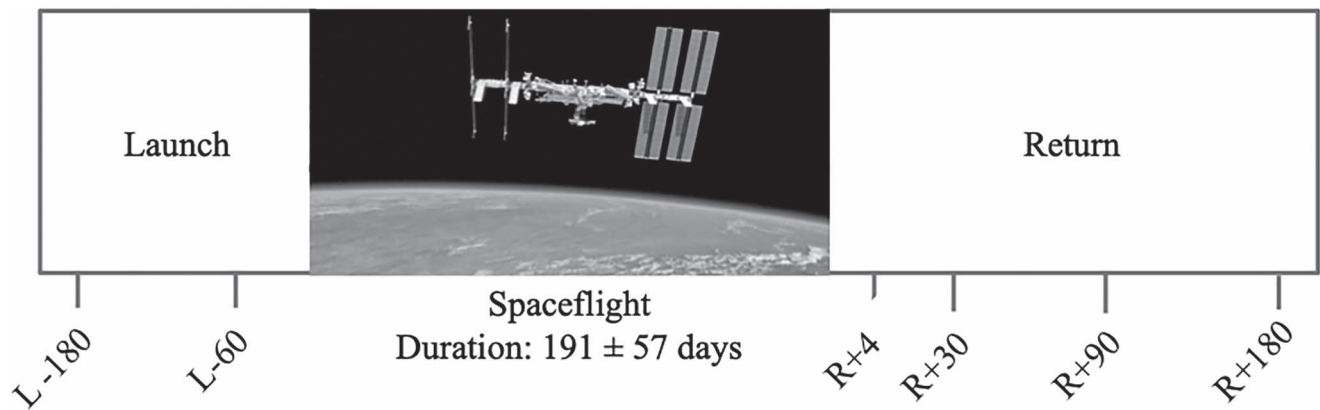 Launch
Return
Spaceflight
Duration: 191 ± 57 days
L -180
L-60
R+4
R+30
R+90
R+180